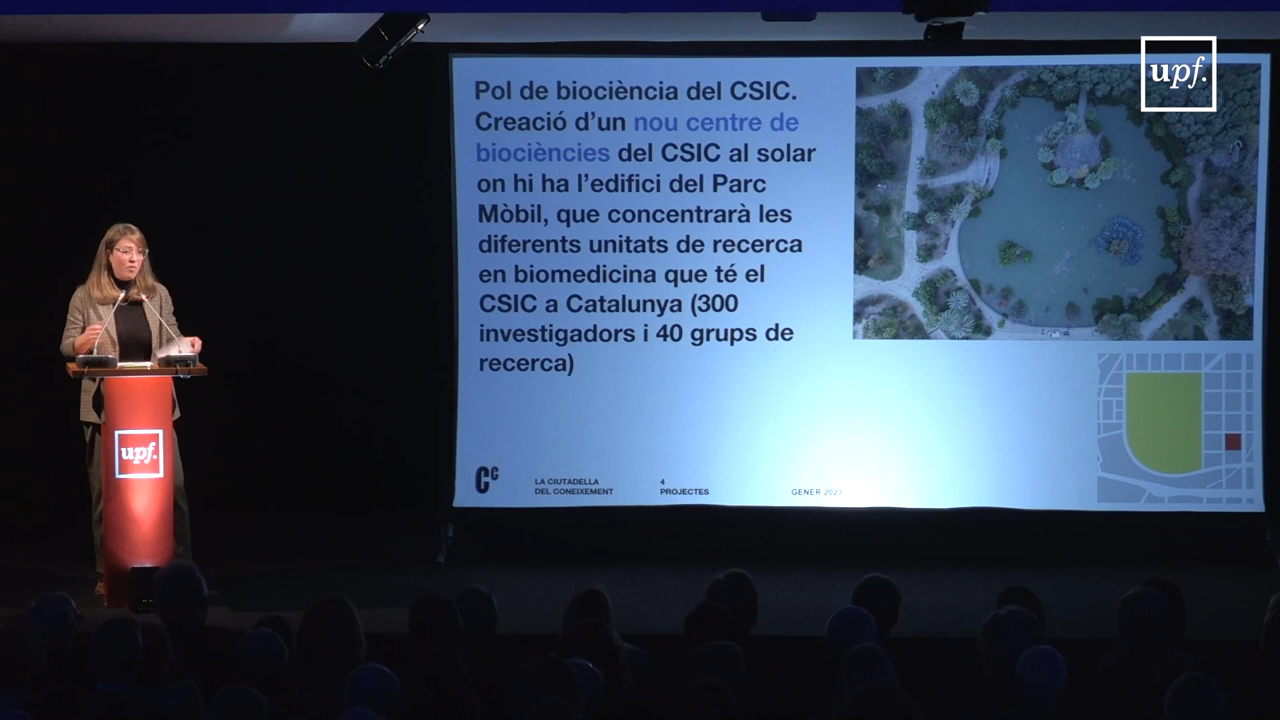 Pol de biociència del CSIC.
Creació d’un nou centre de
biociències del CSIC al solar
on hi ha l’edifici del Parc
Mòbil, que concentrarà les
diferents unitats de recerca
en biomedicina que té el
CSIC a Catalunya (300
investigadors i 40 grups de
recerca)
Cc
LA CIUTADELLA
DEL CONEIXEMENT
4
PROJECTES
GENER 2023
upf.
upf.